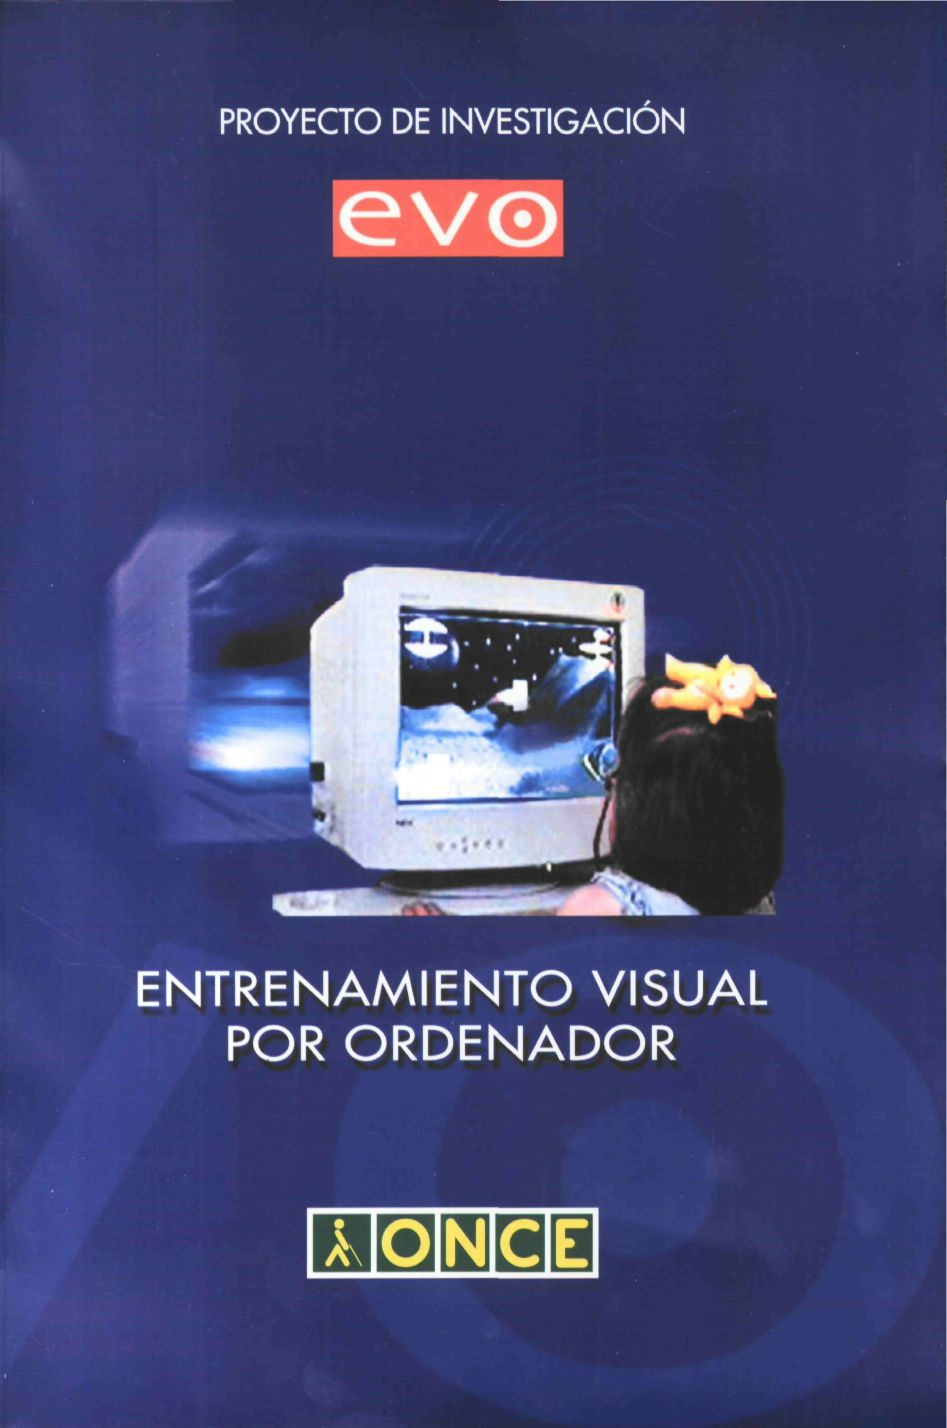 PROYECTO DE INVESTIGACIÓN
evo
ENTRENAMIENTO VISUAL
POR ORDENADOR
ONCE